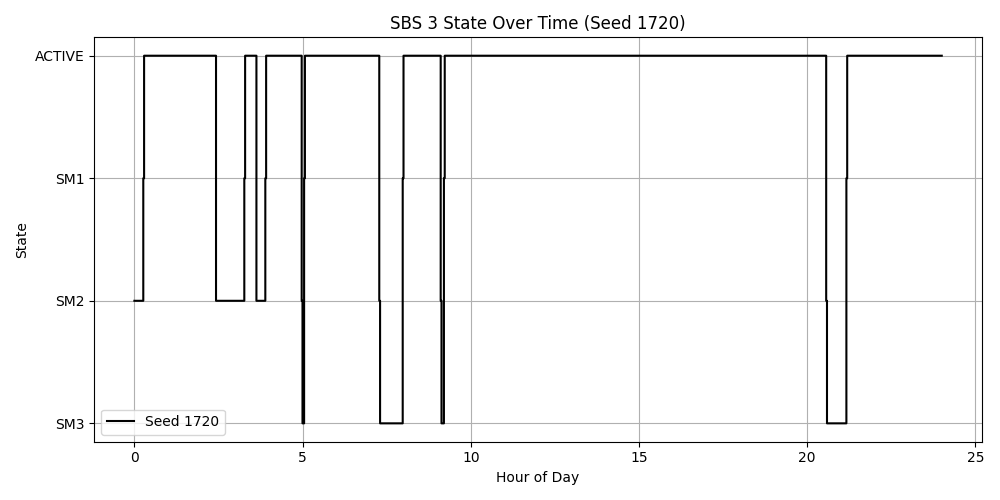 SBS 3 State Over Time (Seed 1720)
ACTIVE
SM1
SM2
SM3
State
Seed 1720
0 5 10 15 20 25
Hour of Day